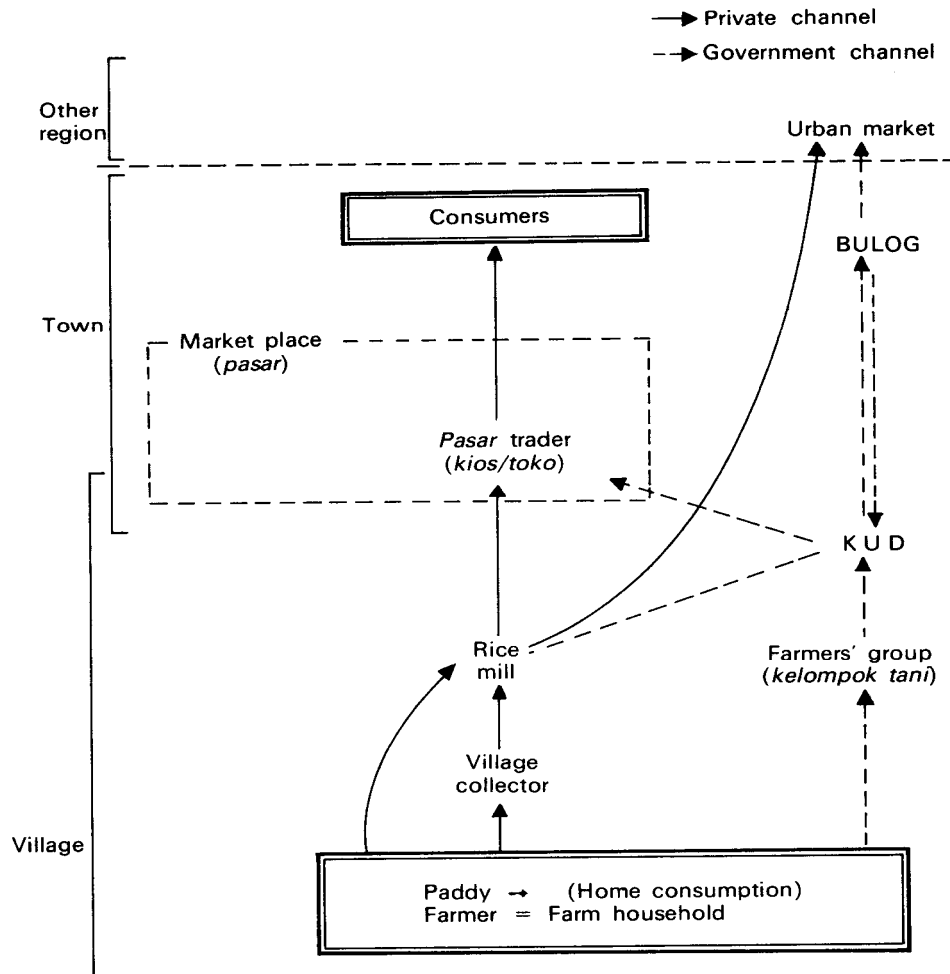 Private channel
Government channel
Other
region
Urban market
Consumers
BULOG
Town
Market place
(pasar)
Pasar trader
(kios/toko)
KUD
Rice
mill
Farmers' group
(kelompok tani)
Village
collector
Village
Paddy → (Home consumption)
Farmer = Farm household